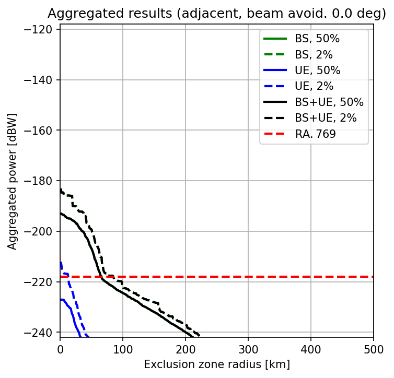 Aggregated results (adjacent, beam avoid. 0.0 deg)
−120
−140
−160
−180
−200
−220
−240
Aggregated power [dBW]
BS, 50%
BS, 2%
UE, 50%
UE, 2%
BS+UE, 50%
BS+UE, 2%
RA. 769
0 100 200 300 400 500
Exclusion zone radius [km]